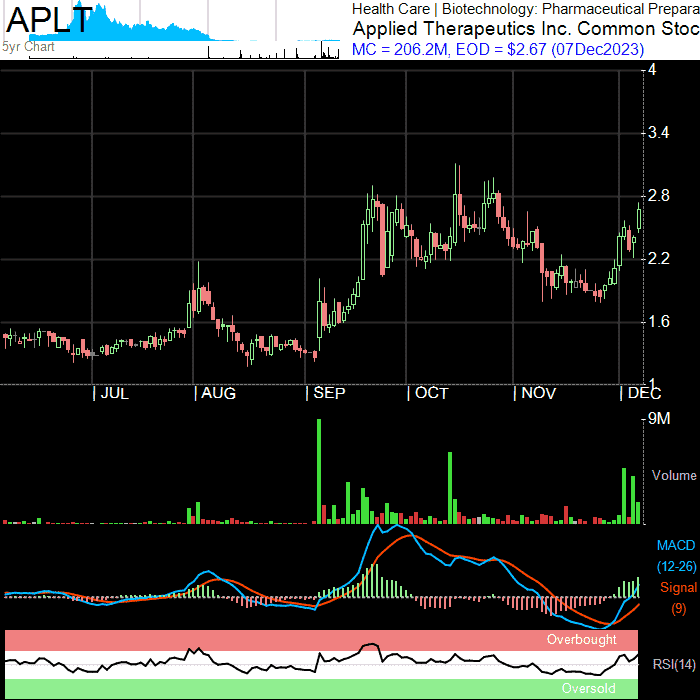 APLT
5yr Chart
Health Care | Biotechnology: Pharmaceutical Prepara
Applied Therapeutics Inc. Common Stoc
MC = 206.2M, EOD = $2.67 (07Dec2023)
4
3.4
2.8
2.2
1.6
1
JUL AUG SEP OCT NOV DEC
9M
Volume
MACD
(12-26)
Signal
(9)
Overbought
RSI(14)
Oversold